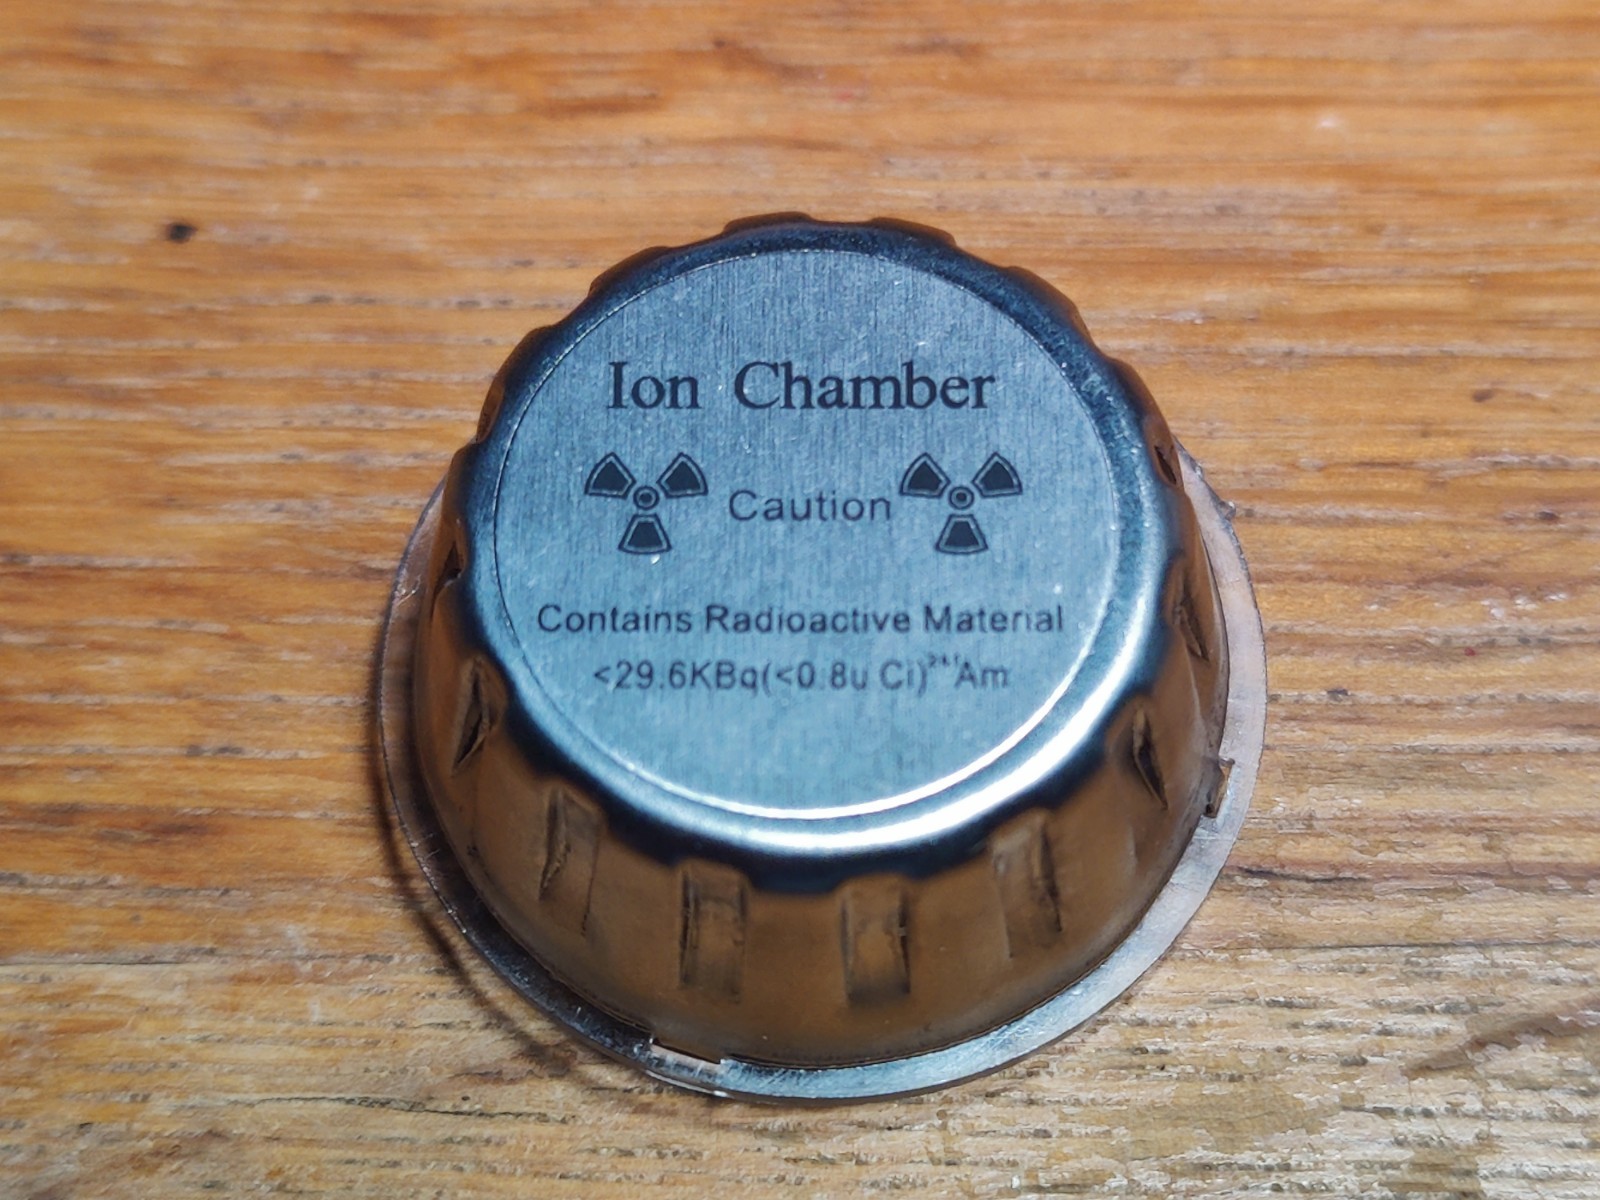 Ion Chamber
Caution
Contains Radioactive Material
<29.6KBq(<0.8u Ci)²⁴¹Am